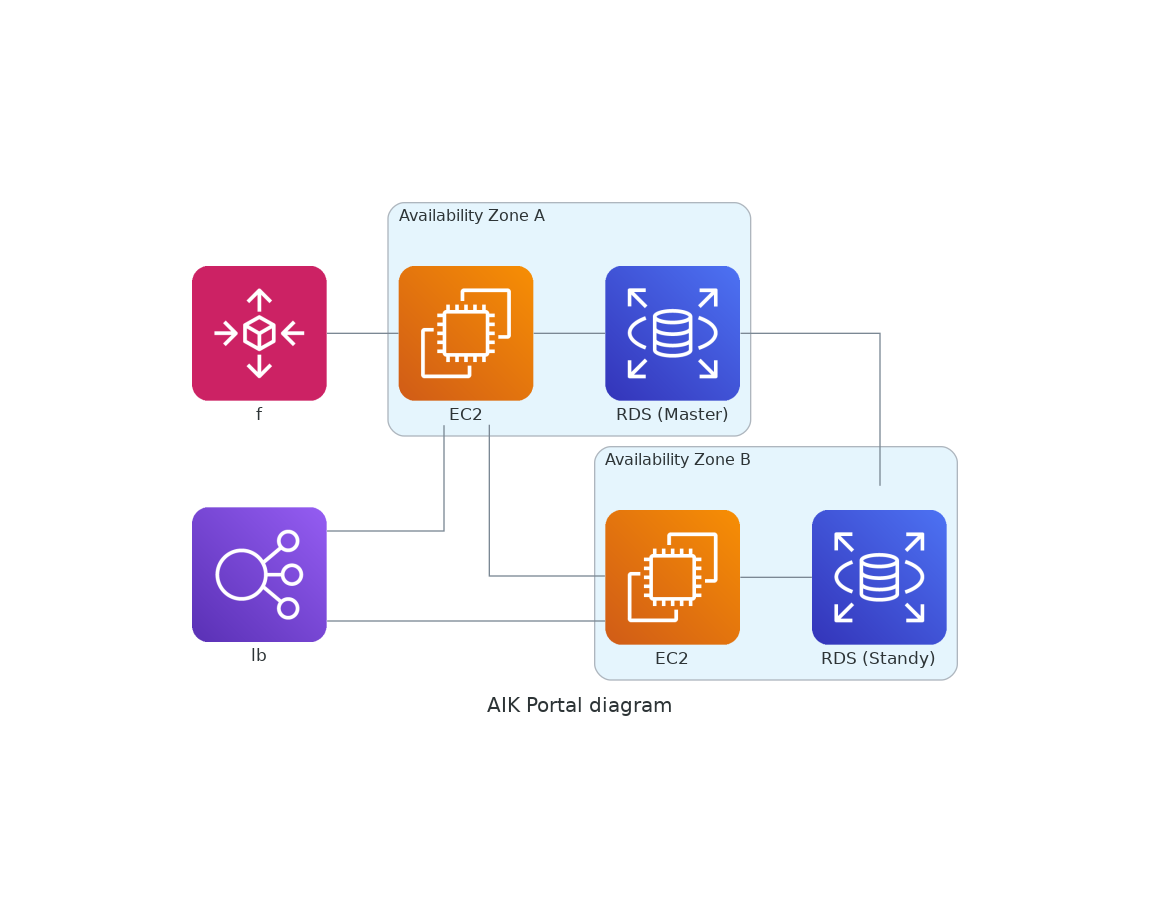 Availability Zone A
f
EC2
RDS (Master)
Availability Zone B
lb
EC2
RDS (Standy)
AIK Portal diagram